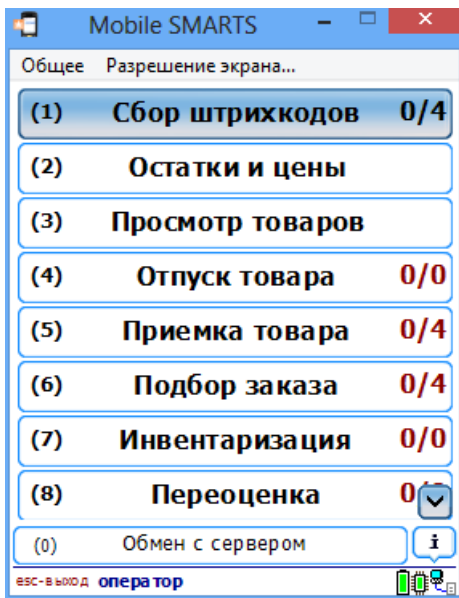 Mobile SMARTS
Общее Разрешение экрана...
(1) Сбор штрихкодов 0/4
(2) Остатки и цены
(3) Просмотр товаров
(4) Отпуск товара 0/0
(5) Приемка товара 0/4
(6) Подбор заказа 0/4
(7) Инвентаризация 0/0
(8) Переоценка
(0) Обмен с сервером i
esc-выход оператор